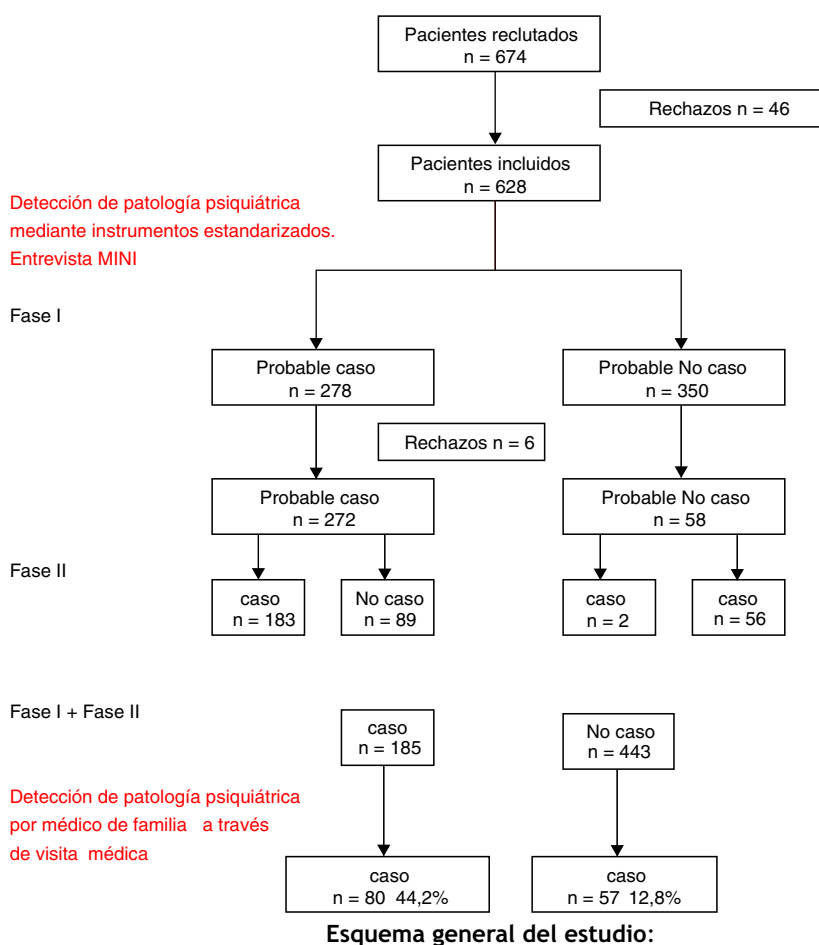 Pacientes reclutados
n = 674
Rechazos n = 46
Pacientes incluidos
n = 628
Detección de patología psiquiátrica
mediante instrumentos estandarizados.
Entrevista MINI
Fase I
Probable caso
n = 278
Probable No caso
n = 350
Rechazos n = 6
Probable caso
n = 272
Probable No caso
n = 58
Fase II
caso
n = 183
No caso
n = 89
caso
n = 2
caso
n = 56
Fase I + Fase II
caso
n = 185
No caso
n = 443
Detección de patología psiquiátrica
por médico de familia a través
de visita médica
caso
n = 80 44,2%
caso
n = 57 12,8%
Esquema general del estudio: